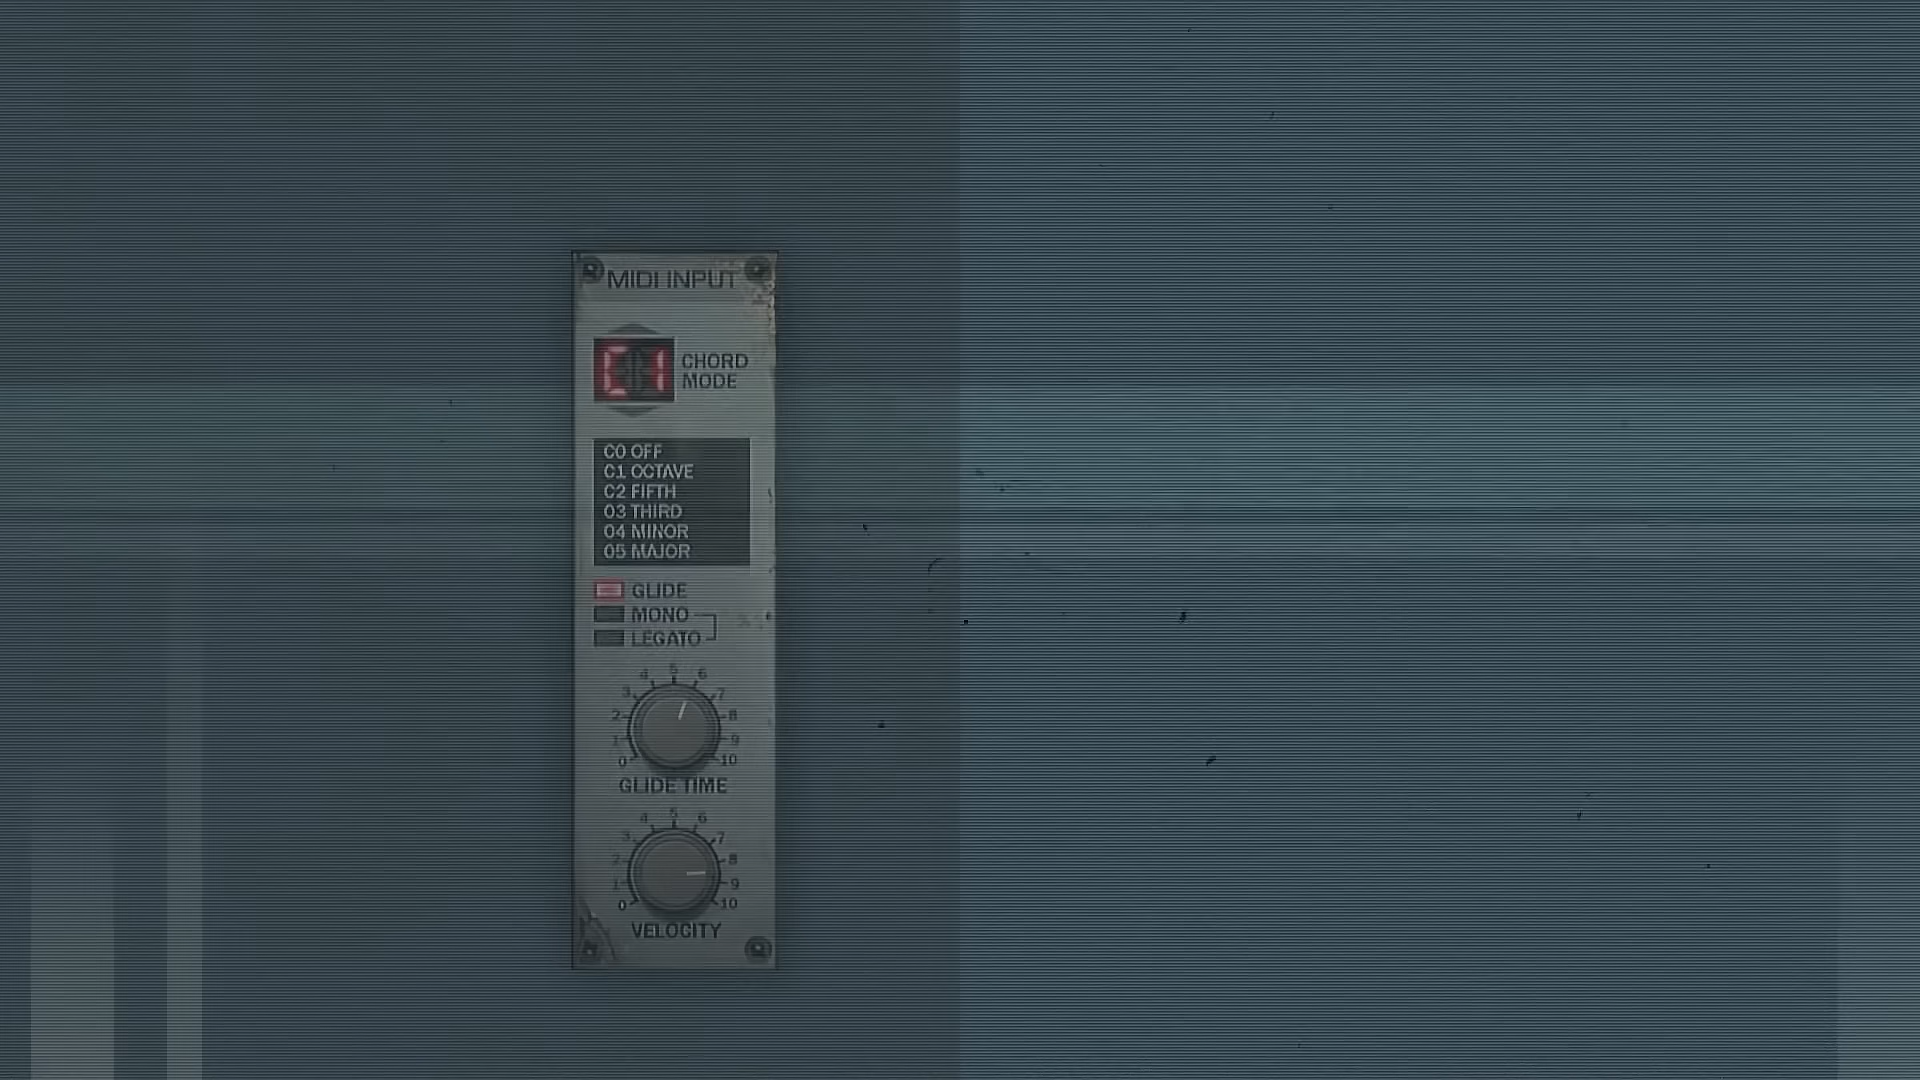 MIDI INPUT
C1
CHORD
MODE
C0 OFF
C1 OCTAVE
C2 FIFTH
03 THIRD
04 MINOR
05 MAJOR
GLIDE
MONO
LEGATO
0 1 2 3 4 5 6 7 8 9 10
GLIDE TIME
0 1 2 3 4 5 6 7 8 9 10
VELOCITY